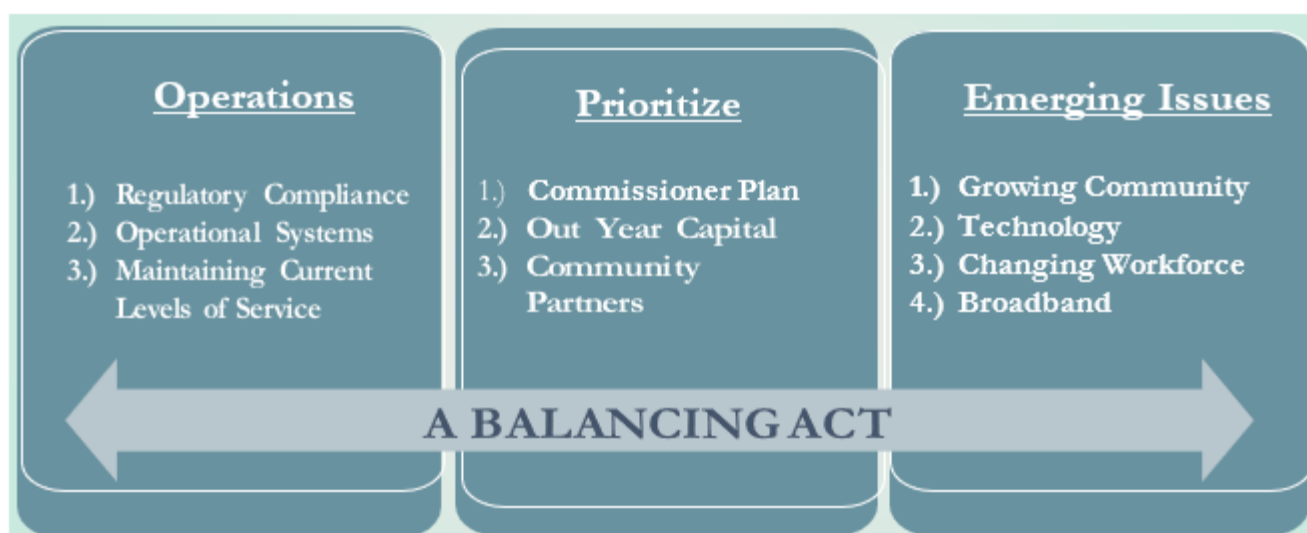 Operations
1.) Regulatory Compliance
2.) Operational Systems
3.) Maintaining Current
Levels of Service
Prioritize
1.) Commissioner Plan
2.) Out Year Capital
3.) Community
Partners
Emerging Issues
1.) Growing Community
2.) Technology
3.) Changing Workforce
4.) Broadband
A BALANCING ACT